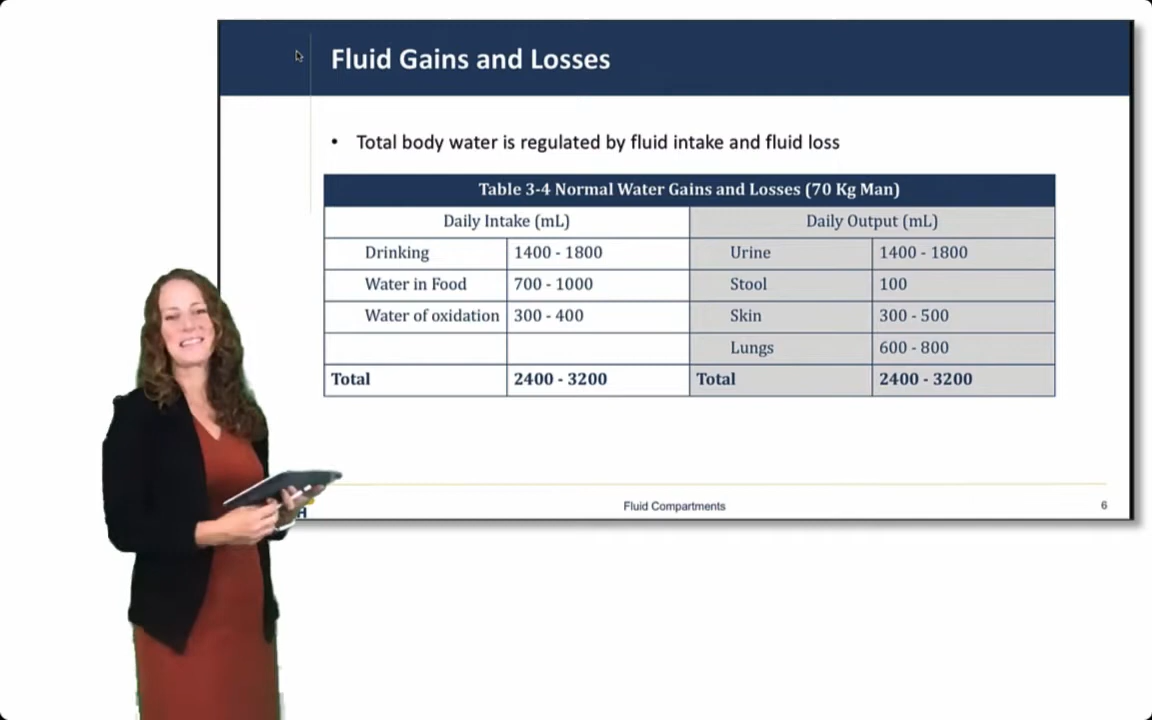 Fluid Gains and Losses
• Total body water is regulated by fluid intake and fluid loss
Table 3-4 Normal Water Gains and Losses (70 Kg Man)
Daily Intake (mL) Daily Output (mL)
Drinking 1400 - 1800 Urine 1400 - 1800
Water in Food 700 - 1000 Stool 100
Water of oxidation 300 - 400 Skin 300 - 500
Lungs 600 - 800
Total 2400 - 3200 Total 2400 - 3200
Fluid Compartments 6